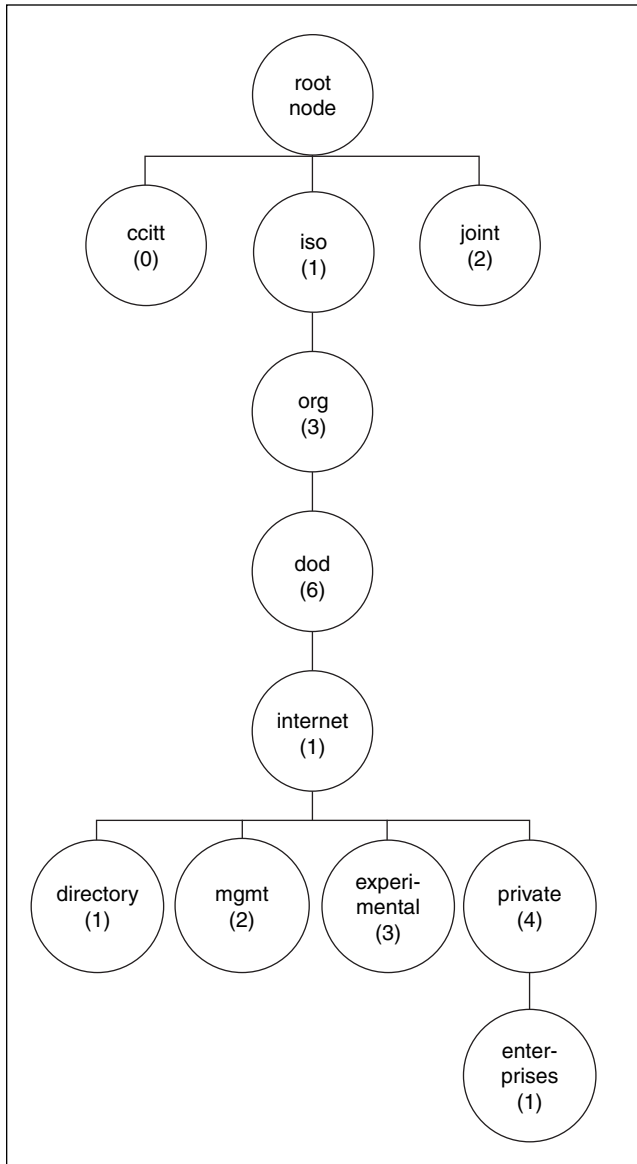 root
node
ccitt
(0)
iso
(1)
joint
(2)
org
(3)
dod
(6)
internet
(1)
directory
(1)
mgmt
(2)
experi-
mental
(3)
private
(4)
enter-
prises
(1)